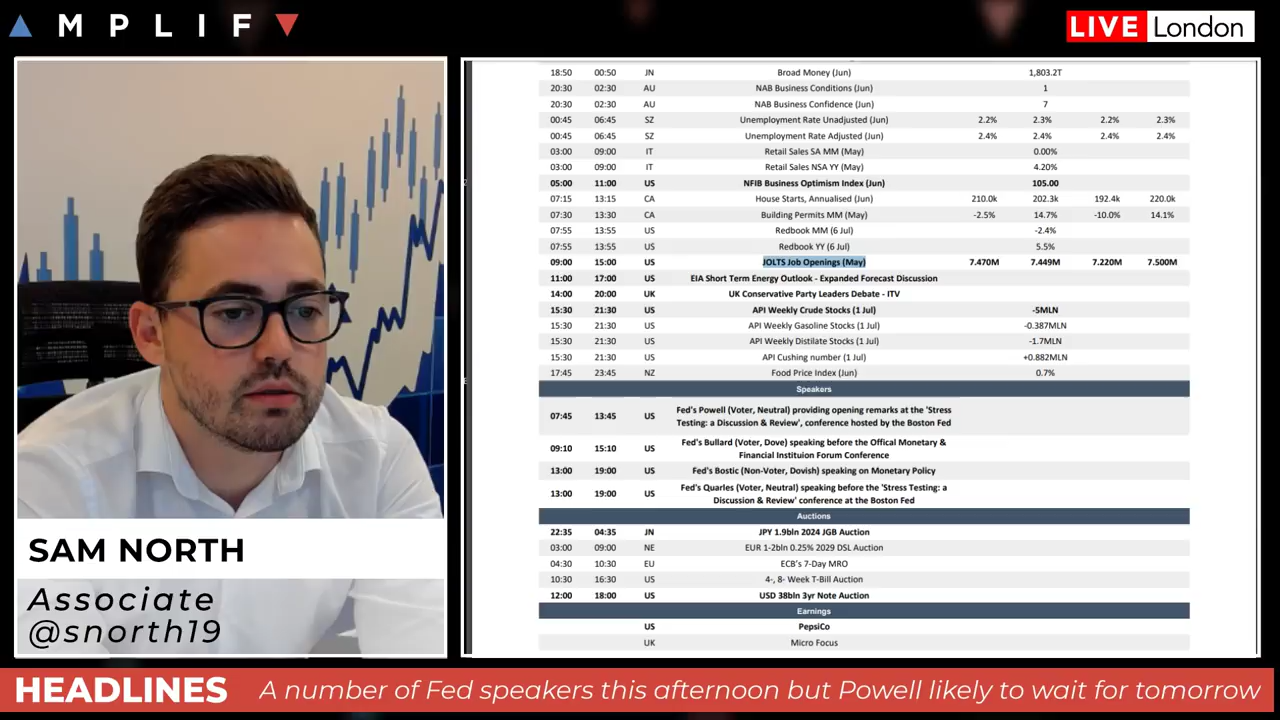 ▲ M P L I F ▼
LIVE London
18:50 00:50 JN Broad Money (Jun) 1,803.2T
20:30 02:30 AU NAB Business Conditions (Jun) 1
20:30 02:30 AU NAB Business Confidence (Jun) 7
00:45 06:45 SZ Unemployment Rate Unadjusted (Jun) 2.2% 2.3% 2.2% 2.3%
00:45 06:45 SZ Unemployment Rate Adjusted (Jun) 2.4% 2.4% 2.4% 2.4%
03:00 09:00 IT Retail Sales SA MM (May) 0.00%
03:00 09:00 IT Retail Sales NSA YY (May) 4.20%
05:00 11:00 US NFIB Business Optimism Index (Jun) 105.00
07:15 13:15 CA House Starts, Annualised (Jun) 210.0k 202.3k 192.4k 220.0k
07:30 13:30 CA Building Permits MM (May) -2.5% 14.7% -10.0% 14.1%
07:55 13:55 US Redbook MM (6 Jul) -2.4%
07:55 13:55 US Redbook YY (6 Jul) 5.5%
09:00 15:00 US JOLTS Job Openings (May) 7.470M 7.449M 7.220M 7.500M
11:00 17:00 US EIA Short Term Energy Outlook - Expanded Forecast Discussion
14:00 20:00 UK UK Conservative Party Leaders Debate - ITV
15:30 21:30 US API Weekly Crude Stocks (1 Jul) -5MLN
15:30 21:30 US API Weekly Gasoline Stocks (1 Jul) -0.387MLN
15:30 21:30 US API Weekly Distilate Stocks (1 Jul) -1.7MLN
15:30 21:30 US API Cushing number (1 Jul) +0.882MLN
17:45 23:45 NZ Food Price Index (Jun) 0.7%
Speakers
07:45 13:45 US Fed's Powell (Voter, Neutral) providing opening remarks at the 'Stress
Testing: a Discussion & Review', conference hosted by the Boston Fed
09:10 15:10 US Fed's Bullard (Voter, Dove) speaking before the Offical Monetary &
Financial Instituion Forum Conference
13:00 19:00 US Fed's Bostic (Non-Voter, Dovish) speaking on Monetary Policy
13:00 19:00 US Fed's Quarles (Voter, Neutral) speaking before the 'Stress Testing: a
Discussion & Review' conference at the Boston Fed
Auctions
22:35 04:35 JN JPY 1.9bln 2024 JGB Auction
03:00 09:00 NE EUR 1-2bln 0.25% 2029 DSL Auction
04:30 10:30 EU ECB's 7-Day MRO
10:30 16:30 US 4-, 8- Week T-Bill Auction
12:00 18:00 US USD 38bln 3yr Note Auction
Earnings
US PepsiCo
UK Micro Focus
SAM NORTH
Associate
@snorth19
HEADLINES A number of Fed speakers this afternoon but Powell likely to wait for tomorrow